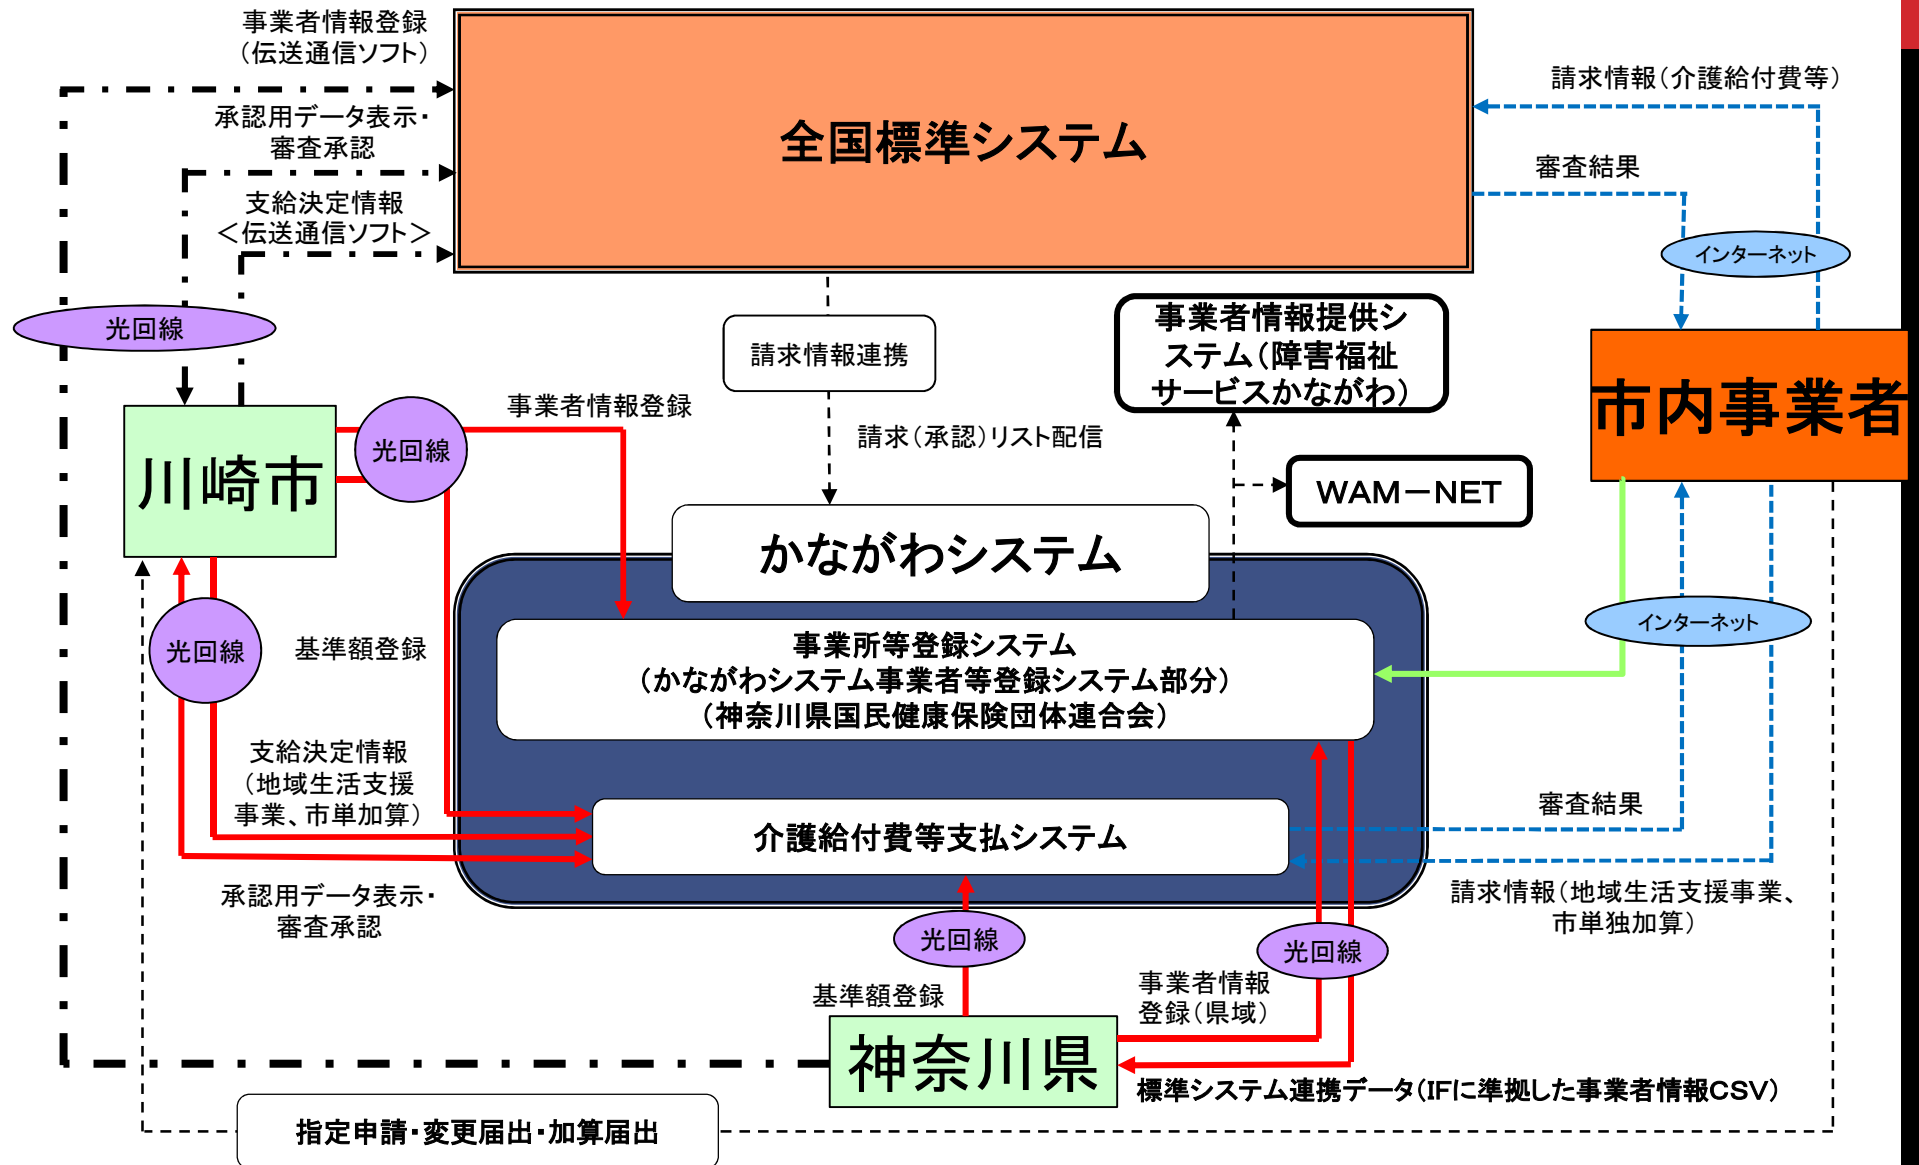 事業者情報登録
（伝送通信ソフト）
承認用データ表示・
審査承認
支給決定情報
＜伝送通信ソフト＞
全国標準システム
請求情報（介護給付費等）
審査結果
インターネット
光回線
請求情報連携
事業者情報提供シ
ステム（障害福祉
サービスかながわ）
市内事業者
事業者情報登録
請求（承認）リスト配信
光回線
川崎市
WAM－NET
かながわシステム
光回線
基準額登録
事業所等登録システム
（かながわシステム事業者等登録システム部分）
（神奈川県国民健康保険団体連合会）
インターネット
支給決定情報
（地域生活支援
事業、市単加算）
介護給付費等支払システム
審査結果
承認用データ表示・
審査承認
請求情報（地域生活支援事業、
市単独加算）
光回線
光回線
基準額登録
事業者情報
登録（県域）
神奈川県
標準システム連携データ（IFに準拠した事業者情報CSV）
指定申請・変更届出・加算届出